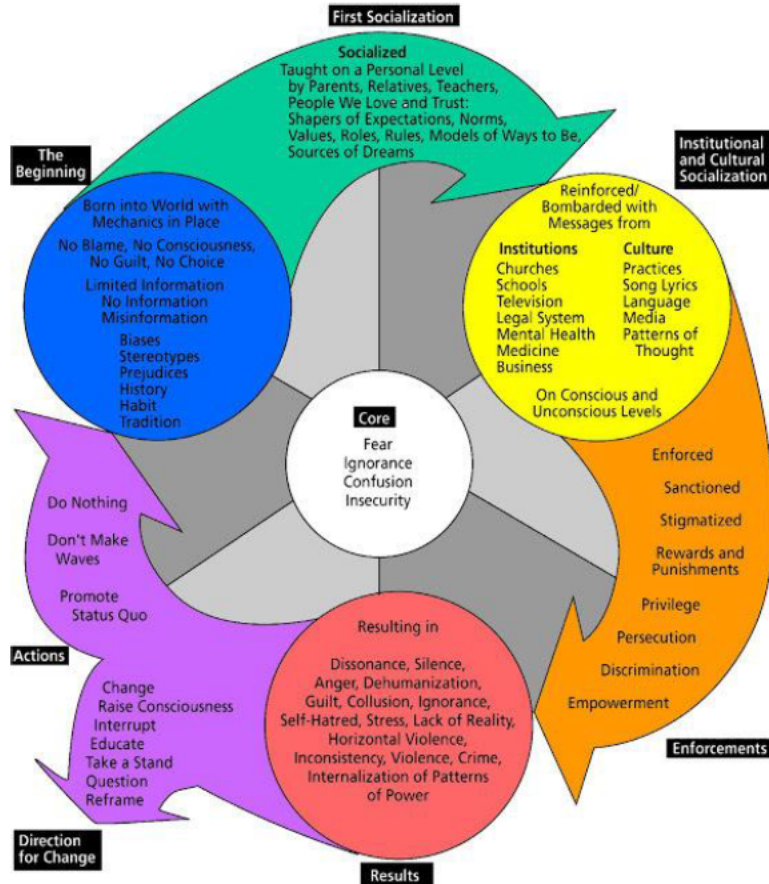 First Socialization
Socialized
Taught on a Personal Level
by Parents, Relatives, Teachers,
People We Love and Trust:
Shapers of Expectations, Norms,
Values, Roles, Rules, Models of Ways to Be,
Sources of Dreams
The
Beginning
Born into World with
Mechanics in Place
No Blame, No Consciousness,
No Guilt, No Choice
Limited Information
No Information
Misinformation
Biases
Stereotypes
Prejudices
History
Habit
Tradition
Institutional
and Cultural
Socialization
Reinforced/
Bombarded with
Messages from
Institutions
Churches
Schools
Television
Legal System
Mental Health
Medicine
Business
Culture
Practices
Song Lyrics
Language
Media
Patterns of
Thought
On Conscious and
Unconscious Levels
Core
Fear
Ignorance
Confusion
Insecurity
Enforced
Sanctioned
Stigmatized
Rewards and
Punishments
Privilege
Persecution
Discrimination
Empowerment
Enforcements
Resulting in
Dissonance, Silence,
Anger, Dehumanization,
Guilt, Collusion, Ignorance,
Self-Hatred, Stress, Lack of Reality,
Horizontal Violence,
Inconsistency, Violence, Crime,
Internalization of Patterns
of Power
Results
Do Nothing
Don't Make
Waves
Promote
Status Quo
Actions
Change
Raise Consciousness
Interrupt
Educate
Take a Stand
Question
Reframe
Direction
for Change